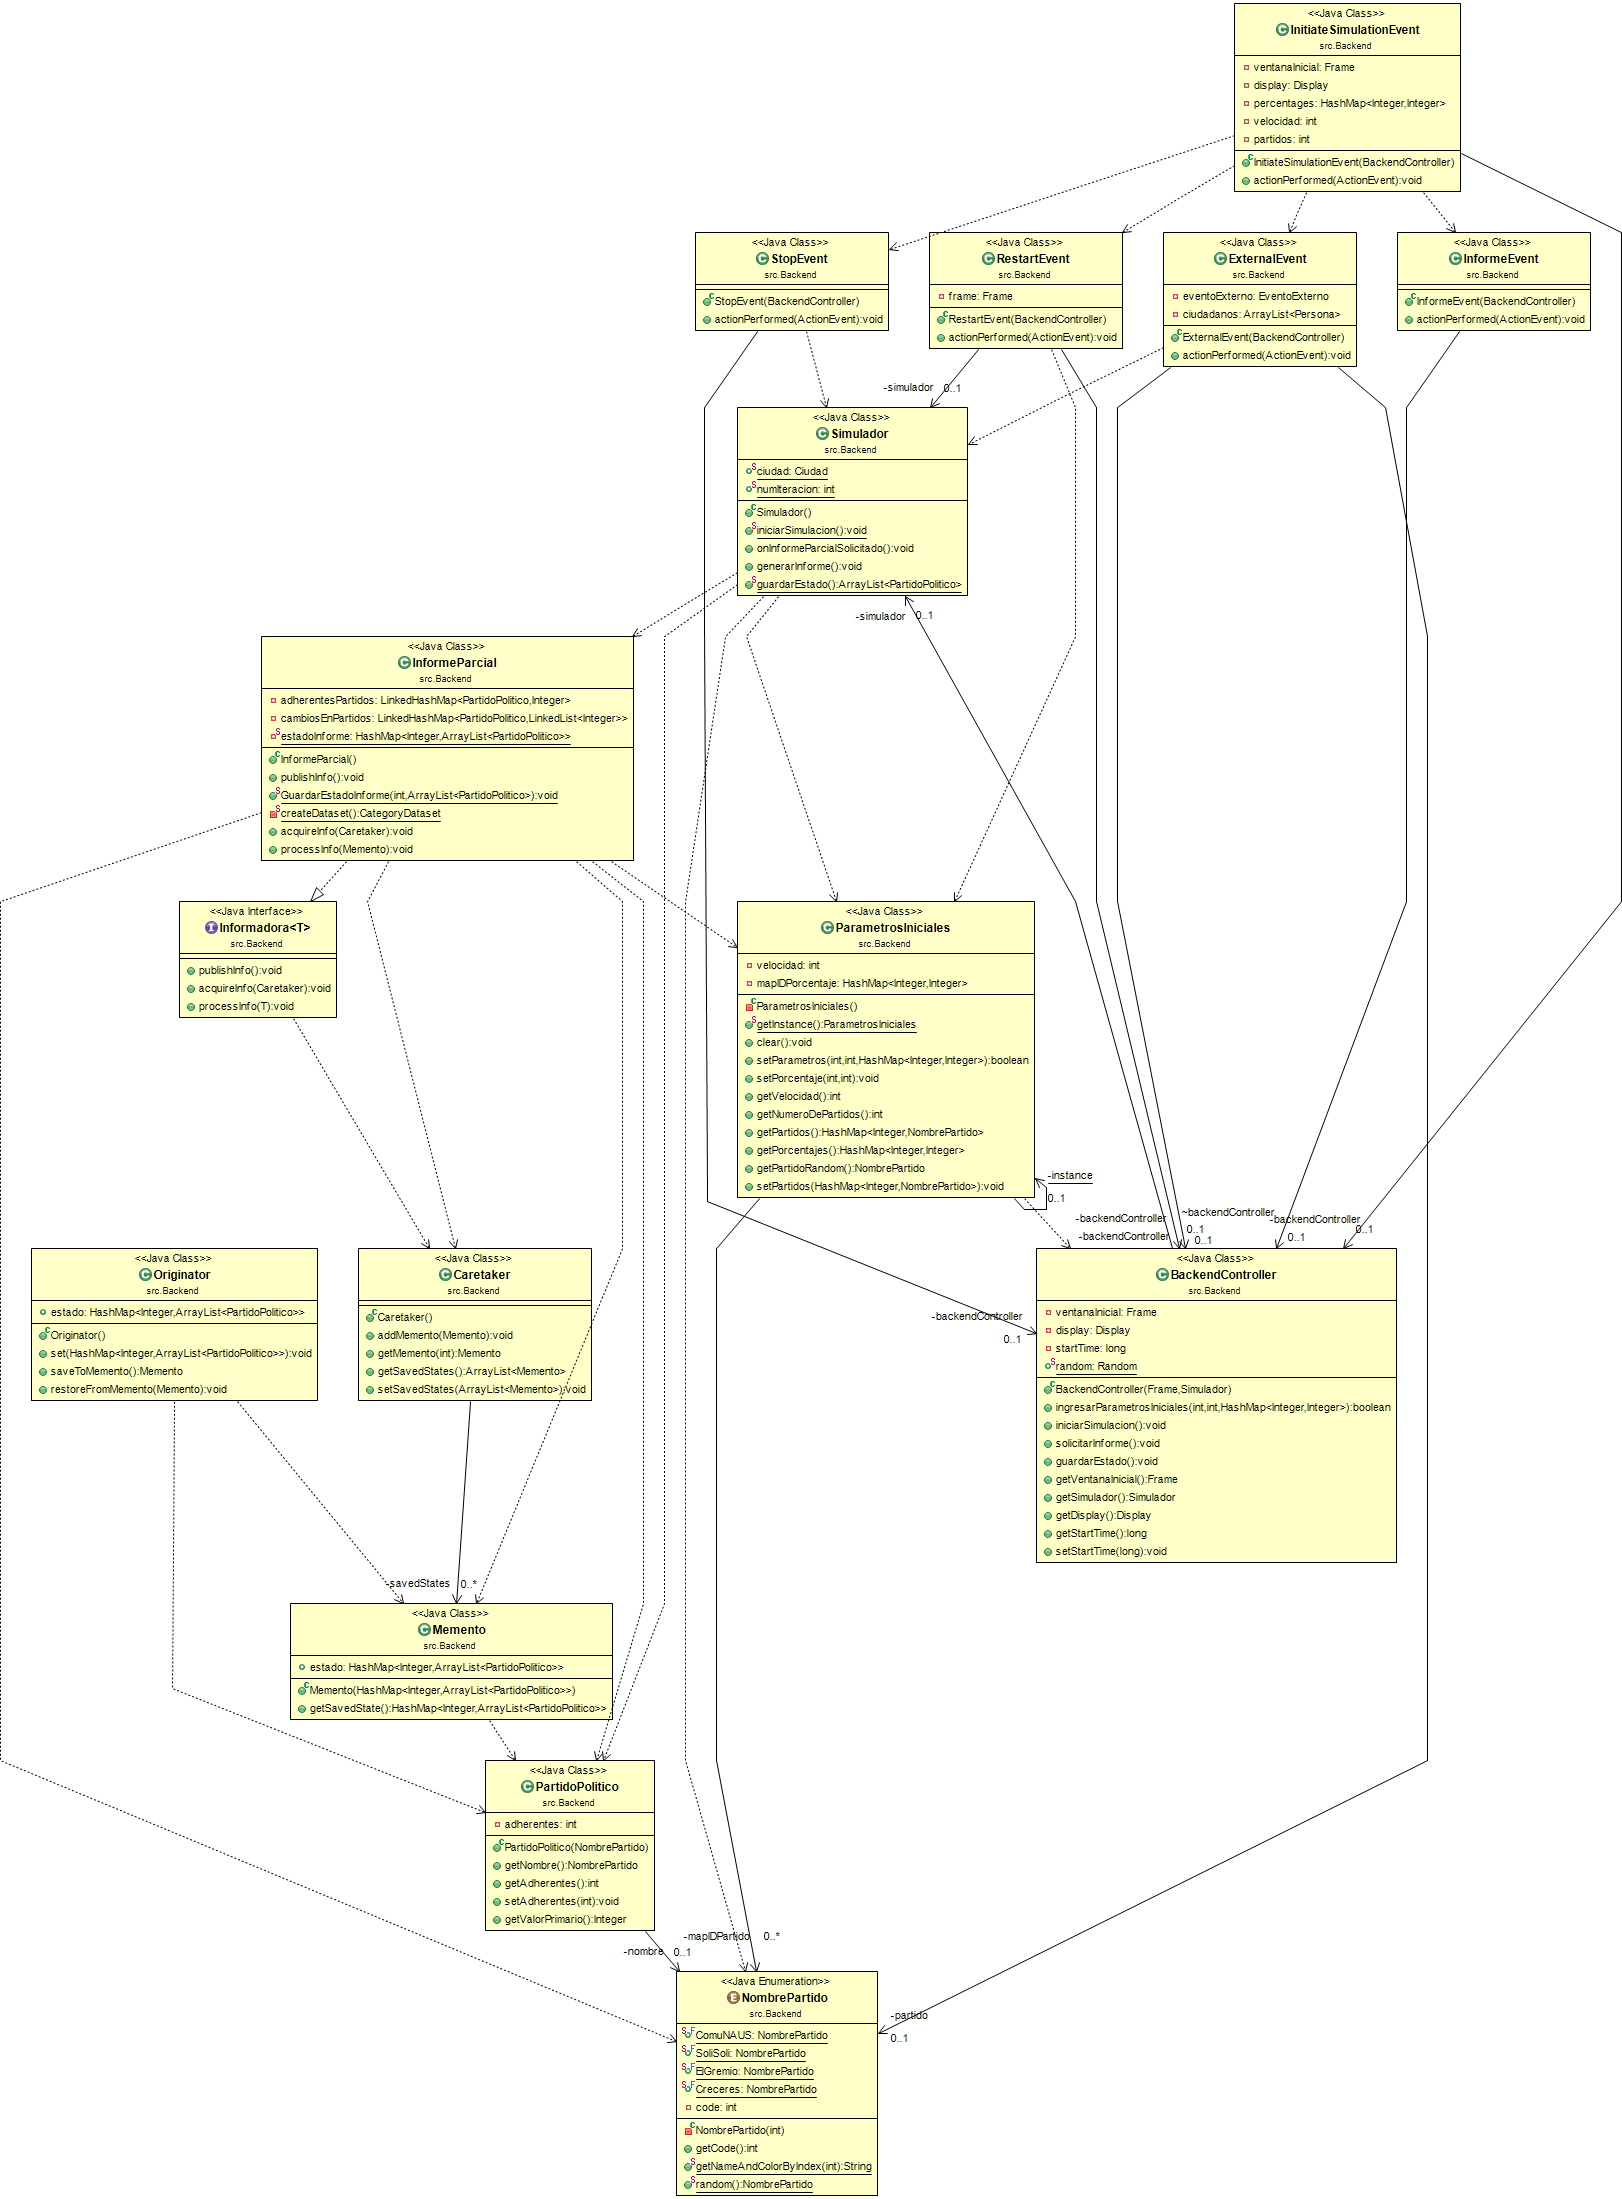 <<Java Class>>
InitiateSimulationEvent
src.Backend
ventanaInicial: Frame
display: Display
percentages: HashMap<Integer,Integer>
velocidad: int
partidos: int
InitiateSimulationEvent(BackendController)
actionPerformed(ActionEvent):void
<<Java Class>>
StopEvent
src.Backend
StopEvent(BackendController)
actionPerformed(ActionEvent):void
<<Java Class>>
RestartEvent
src.Backend
frame: Frame
RestartEvent(BackendController)
actionPerformed(ActionEvent):void
<<Java Class>>
ExternalEvent
src.Backend
eventoExterno: EventoExterno
ciudadanos: ArrayList<Persona>
ExternalEvent(BackendController)
actionPerformed(ActionEvent):void
<<Java Class>>
InformeEvent
src.Backend
InformeEvent(BackendController)
actionPerformed(ActionEvent):void
-simulador 0..1
<<Java Class>>
Simulador
src.Backend
ciudad: Ciudad
numIteracion: int
Simulador()
iniciarSimulacion():void
onInformeParcialSolicitado():void
generarInforme():void
guardarEstado():ArrayList<PartidoPolitico>
-simulador 0..1
<<Java Class>>
InformeParcial
src.Backend
adherentesPartidos: LinkedHashMap<PartidoPolitico,Integer>
cambiosEnPartidos: LinkedHashMap<PartidoPolitico,LinkedList<Integer>>
estadoInforme: HashMap<Integer,ArrayList<PartidoPolitico>>
InformeParcial()
publishInfo():void
GuardarEstadoInforme(int,ArrayList<PartidoPolitico>):void
createDataset():CategoryDataset
acquireInfo(Caretaker):void
processInfo(Memento):void
<<Java Interface>>
Informadora<T>
src.Backend
publishInfo():void
acquireInfo(Caretaker):void
processInfo(T):void
<<Java Class>>
ParametrosIniciales
src.Backend
velocidad: int
mapIDPorcentaje: HashMap<Integer,Integer>
ParametrosIniciales()
getInstance():ParametrosIniciales
clear():void
setParametros(int,int,HashMap<Integer,Integer>):boolean
setPorcentaje(int,int):void
getVelocidad():int
getNumeroDePartidos():int
getPartidos():HashMap<Integer,NombrePartido>
getPorcentajes():HashMap<Integer,Integer>
getPartidoRandom():NombrePartido
setPartidos(HashMap<Integer,NombrePartido>):void
-instance
0..1
-backendController
-backendController
~backendController
0..1
0..1
-backendController
0..1
0..1
-backendController
0..1
<<Java Class>>
Originator
src.Backend
estado: HashMap<Integer,ArrayList<PartidoPolitico>>
Originator()
set(HashMap<Integer,ArrayList<PartidoPolitico>>):void
saveToMemento():Memento
restoreFromMemento(Memento):void
<<Java Class>>
Caretaker
src.Backend
Caretaker()
addMemento(Memento):void
getMemento(int):Memento
getSavedStates():ArrayList<Memento>
setSavedStates(ArrayList<Memento>):void
<<Java Class>>
BackendController
src.Backend
ventanaInicial: Frame
display: Display
startTime: long
random: Random
BackendController(Frame,Simulador)
ingresarParametrosIniciales(int,int,HashMap<Integer,Integer>):boolean
iniciarSimulacion():void
solicitarInforme():void
guardarEstado():void
getVentanaInicial():Frame
getSimulador():Simulador
getDisplay():Display
getStartTime():long
setStartTime(long):void
-savedStates 0..*
<<Java Class>>
Memento
src.Backend
estado: HashMap<Integer,ArrayList<PartidoPolitico>>
Memento(HashMap<Integer,ArrayList<PartidoPolitico>>)
getSavedState():HashMap<Integer,ArrayList<PartidoPolitico>>
<<Java Class>>
PartidoPolitico
src.Backend
adherentes: int
PartidoPolitico(NombrePartido)
getNombre():NombrePartido
getAdherentes():int
setAdherentes(int):void
getValorPrimario():Integer
-mapIDPartido 0..*
-nombre 0..1
<<Java Enumeration>>
NombrePartido
src.Backend
ComuNAUS: NombrePartido
SoliSoli: NombrePartido
ElGremio: NombrePartido
Creceres: NombrePartido
code: int
NombrePartido(int)
getCode():int
getNameAndColorByIndex(int):String
random():NombrePartido
-partido
0..1